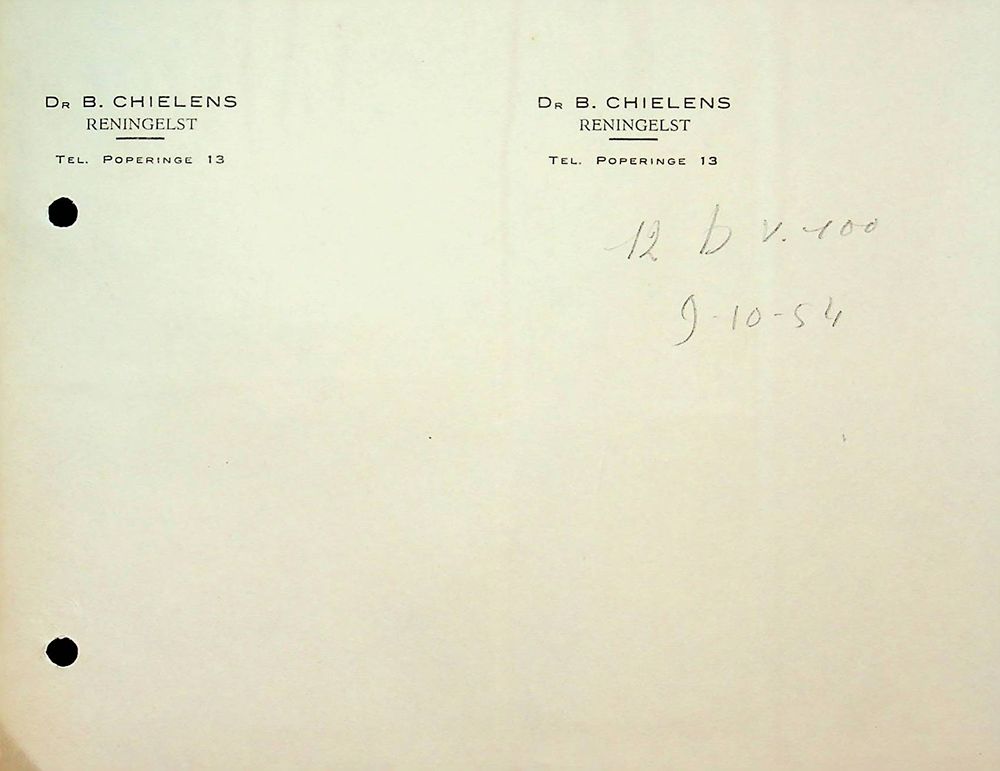 Dr B. CHIELENS
RENINGELST
Tel. Poperinge 13
Dr B. CHIELENS
RENINGELST
Tel. Poperinge 13
12 b v. 100
9-10-54